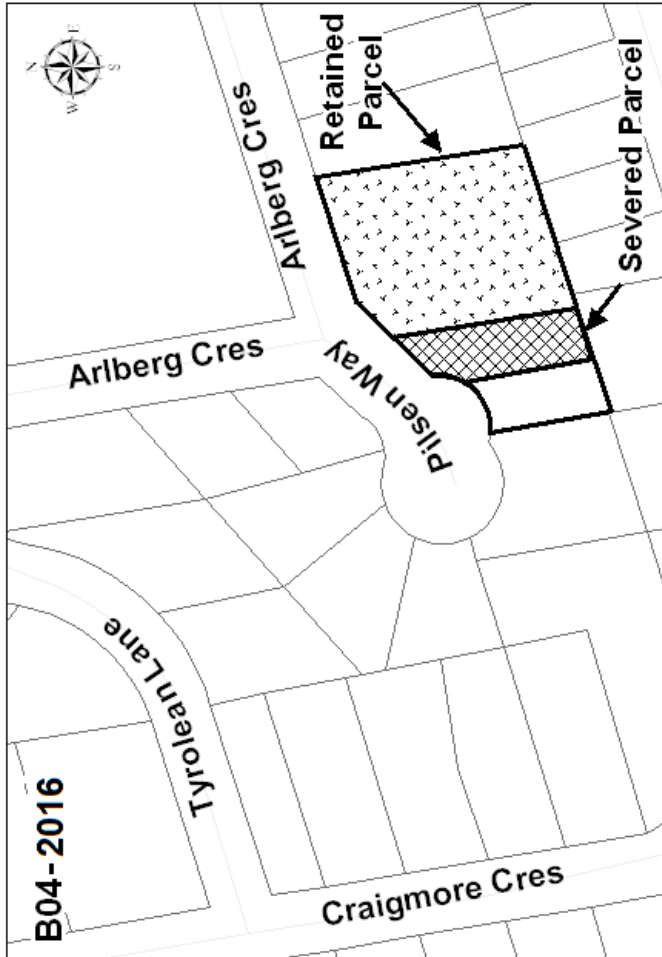 B04-2016
N
E
S
W
Arlberg Cres
Retained
Parcel
Arlberg Cres
Pilsen Way
Severed Parcel
Tyrolean Lane
Craigmore Cres